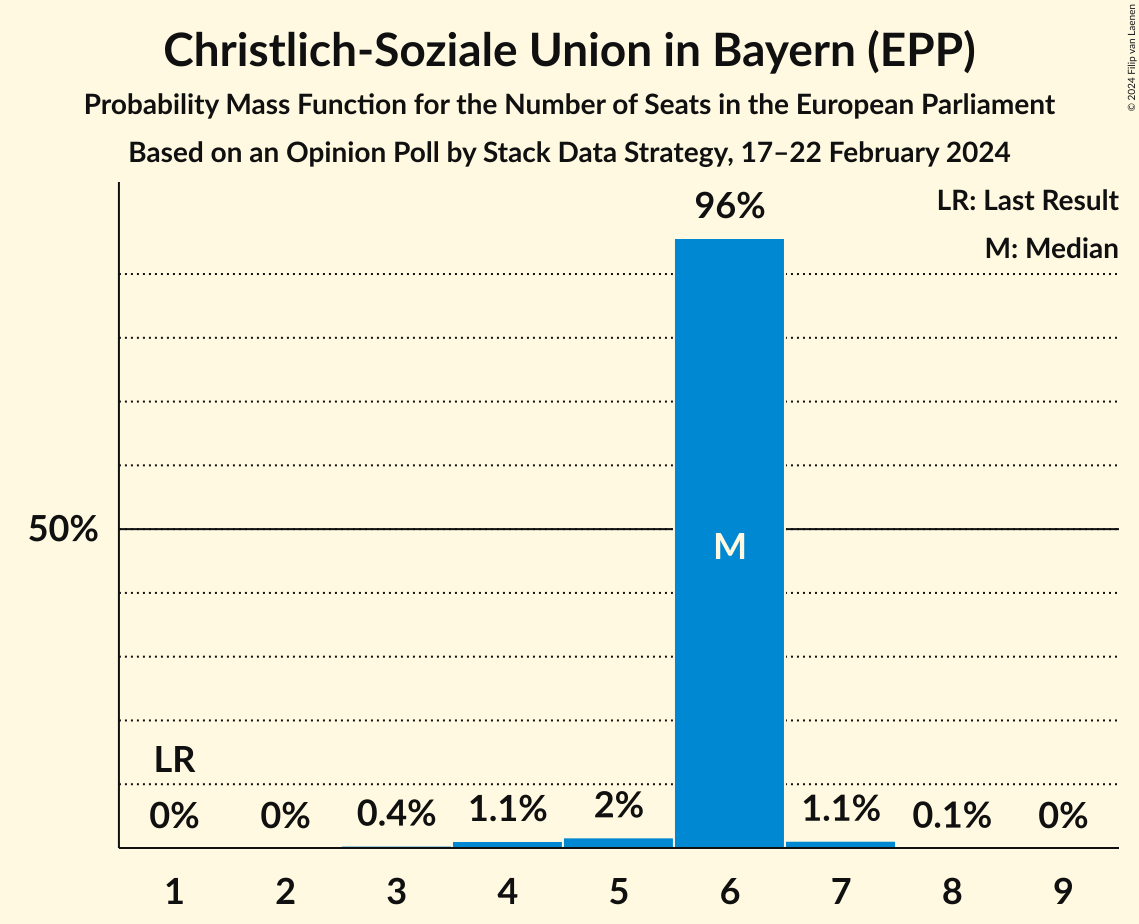 Christlich-Soziale Union in Bayern (EPP)
Probability Mass Function for the Number of Seats in the European Parliament
Based on an Opinion Poll by Stack Data Strategy, 17–22 February 2024
© 2024 Filip van Laenen
LR: Last Result
M: Median
96%
50%
M
LR
0% 0% 0.4% 1.1% 2% 1.1% 0.1% 0%
1 2 3 4 5 6 7 8 9